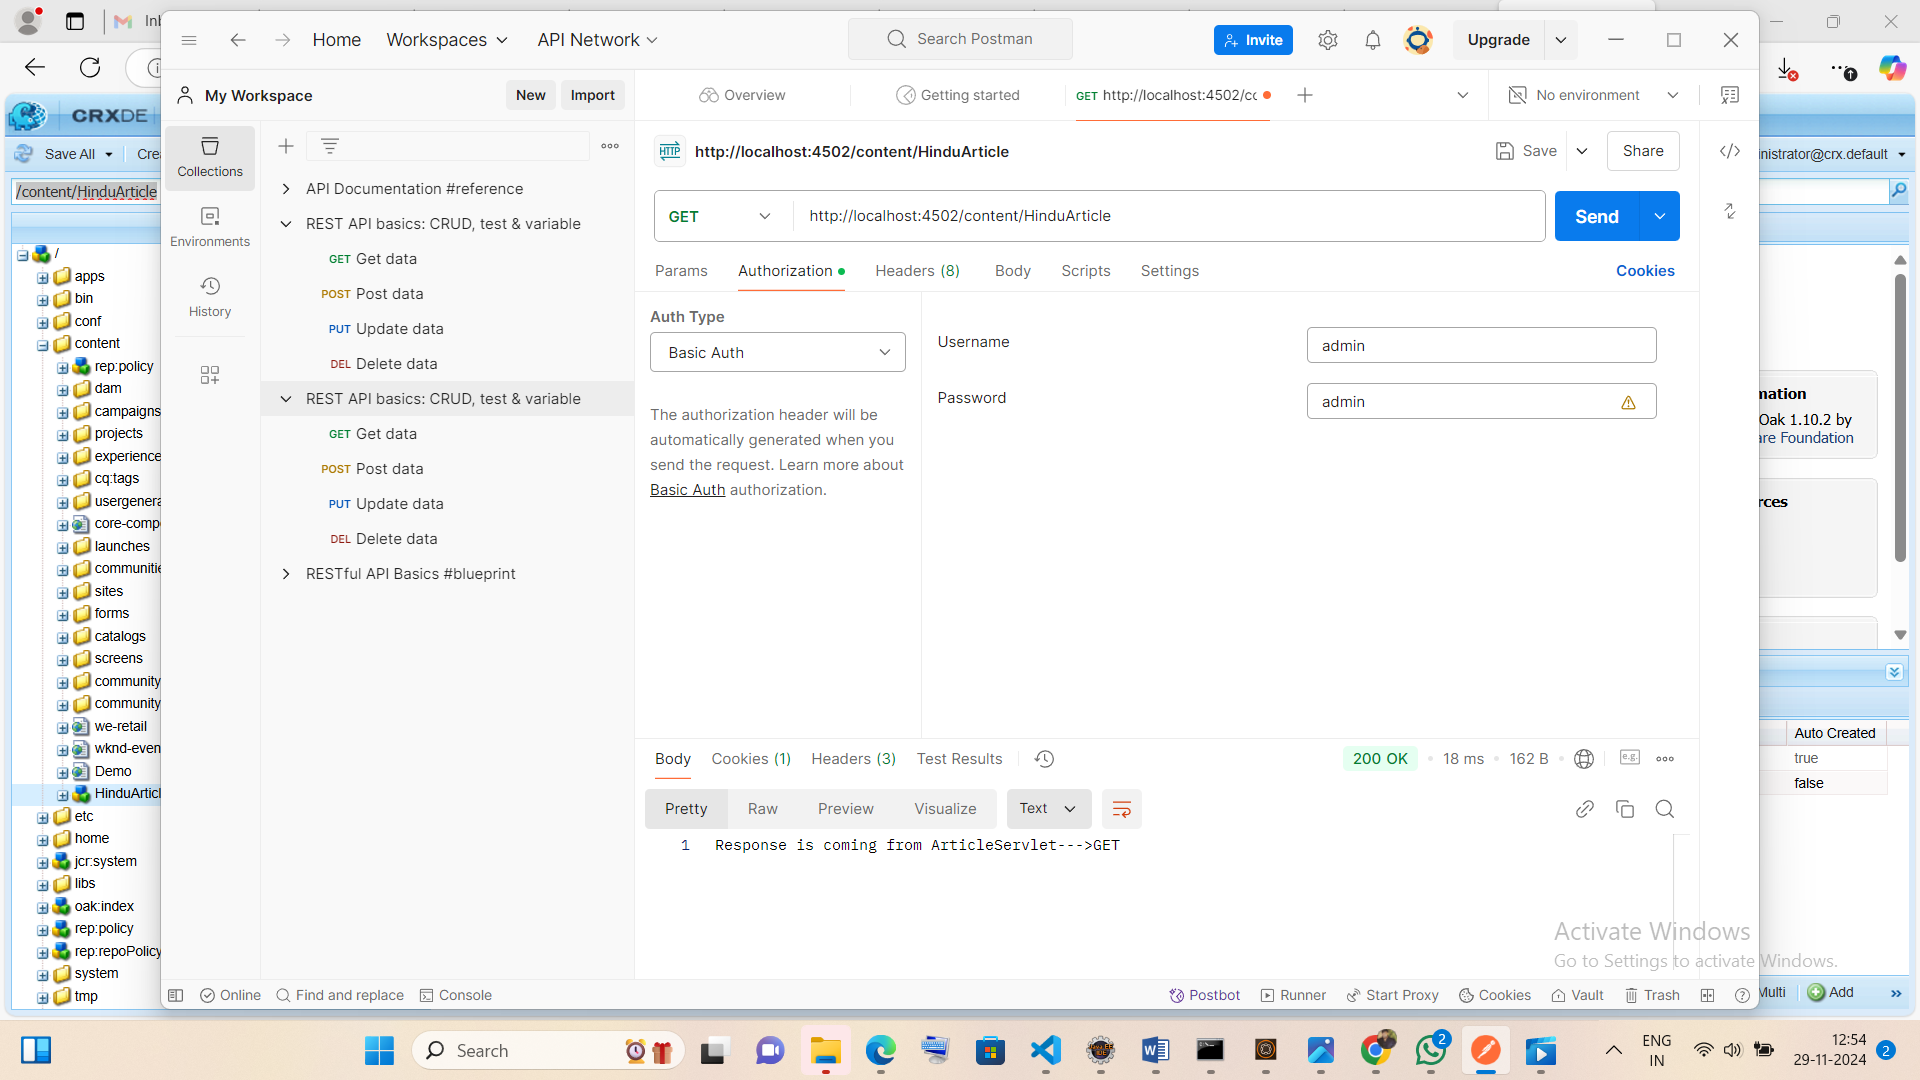 Inb
Home
Workspaces
API Network
Search Postman
Invite
Upgrade
CRXDE
Save All
Cre
/content/HinduArticle
/
apps
bin
conf
content
rep:policy
dam
campaigns
projects
experience
cq:tags
usergenera
core-comp
launches
communitie
sites
forms
catalogs
screens
community
community
we-retail
wknd-even
Demo
HinduArticl
etc
home
jcr:system
libs
oak:index
rep:policy
rep:repoPolicy
system
tmp
My Workspace
New
Import
Collections
Environments
History
API Documentation #reference
REST API basics: CRUD, test & variable
GET Get data
POST Post data
PUT Update data
DEL Delete data
REST API basics: CRUD, test & variable
GET Get data
POST Post data
PUT Update data
DEL Delete data
RESTful API Basics #blueprint
Overview
Getting started
GET http://localhost:4502/cc
No environment
HTTP http://localhost:4502/content/HinduArticle
Save
Share
GET
http://localhost:4502/content/HinduArticle
Send
Params
Authorization
Headers (8)
Body
Scripts
Settings
Cookies
Auth Type
Basic Auth
The authorization header will be
automatically generated when you
send the request. Learn more about
Basic Auth authorization.
Username
admin
Password
admin
Body
Cookies (1)
Headers (3)
Test Results
200 OK
18 ms
162 B
e.g.
Pretty
Raw
Preview
Visualize
Text
1 Response is coming from ArticleServlet--->GET
inistrator@crx.default
mation
Oak 1.10.2 by
are Foundation
rces
Auto Created
true
false
Activate Windows
Go to Settings to activate Windows.
Multi
Add
Online
Find and replace
Console
Postbot
Runner
Start Proxy
Cookies
Vault
Trash
Search
2
ENG
IN
12:54
29-11-2024
2